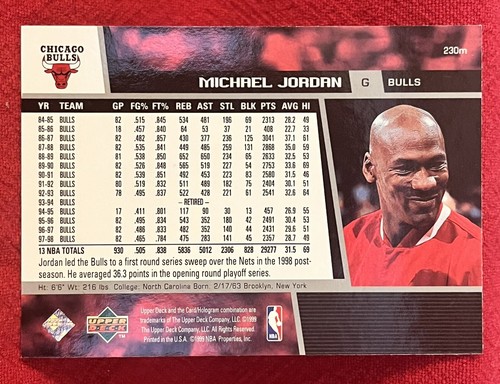 CHICAGO
BULLS
230m
MICHAEL JORDAN G BULLS
YR TEAM GP FG% FT% REB AST STL BLK PTS AVG HI
84-85 BULLS 82 .515 .845 534 481 196 69 2313 28.2 49
85-86 BULLS 18 .457 .840 64 53 37 21 408 22.7 33
86-87 BULLS 82 .482 .857 430 377 236 125 3041 37.1 61
87-88 BULLS 82 .535 .841 449 485 259 131 2868 35.0 59
88-89 BULLS 81 .538 .850 652 650 234 65 2633 32.5 53
89-90 BULLS 82 .526 .848 565 519 227 54 2753 33.6 69
90-91 BULLS 82 .539 .851 492 453 223 83 2580 31.5 46
91-92 BULLS 80 .519 .832 511 489 182 75 2404 30.1 51
92-93 BULLS 78 .495 .837 522 428 221 61 2541 32.6 64
93-94 BULLS – RETIRED –
94-95 BULLS 17 .411 .801 117 90 30 13 457 26.9 55
95-96 BULLS 82 .495 .834 543 352 180 42 2491 30.4 53
96-97 BULLS 82 .486 .833 482 352 140 44 2431 29.6 51
97-98 BULLS 82 .465 .784 475 283 141 45 2357 28.7 49
13 NBA TOTALS 930 .505 .838 5836 5012 2306 828 29277 31.5 69
Jordan led the Bulls to a first round series sweep over the Nets in the 1998 post-
season. He averaged 36.3 points in the opening round playoff series.
Ht: 6'6" Wt: 216 lbs. College: North Carolina Born: 2/17/63 Brooklyn, New York
UPPER DECK
NBA
Upper Deck and the Card/Hologram combination are
trademarks of The Upper Deck Company, LLC. ©1999
The Upper Deck Company, LLC. All Rights Reserved.
Printed in the U.S.A. ©1999 NBA Properties, Inc.